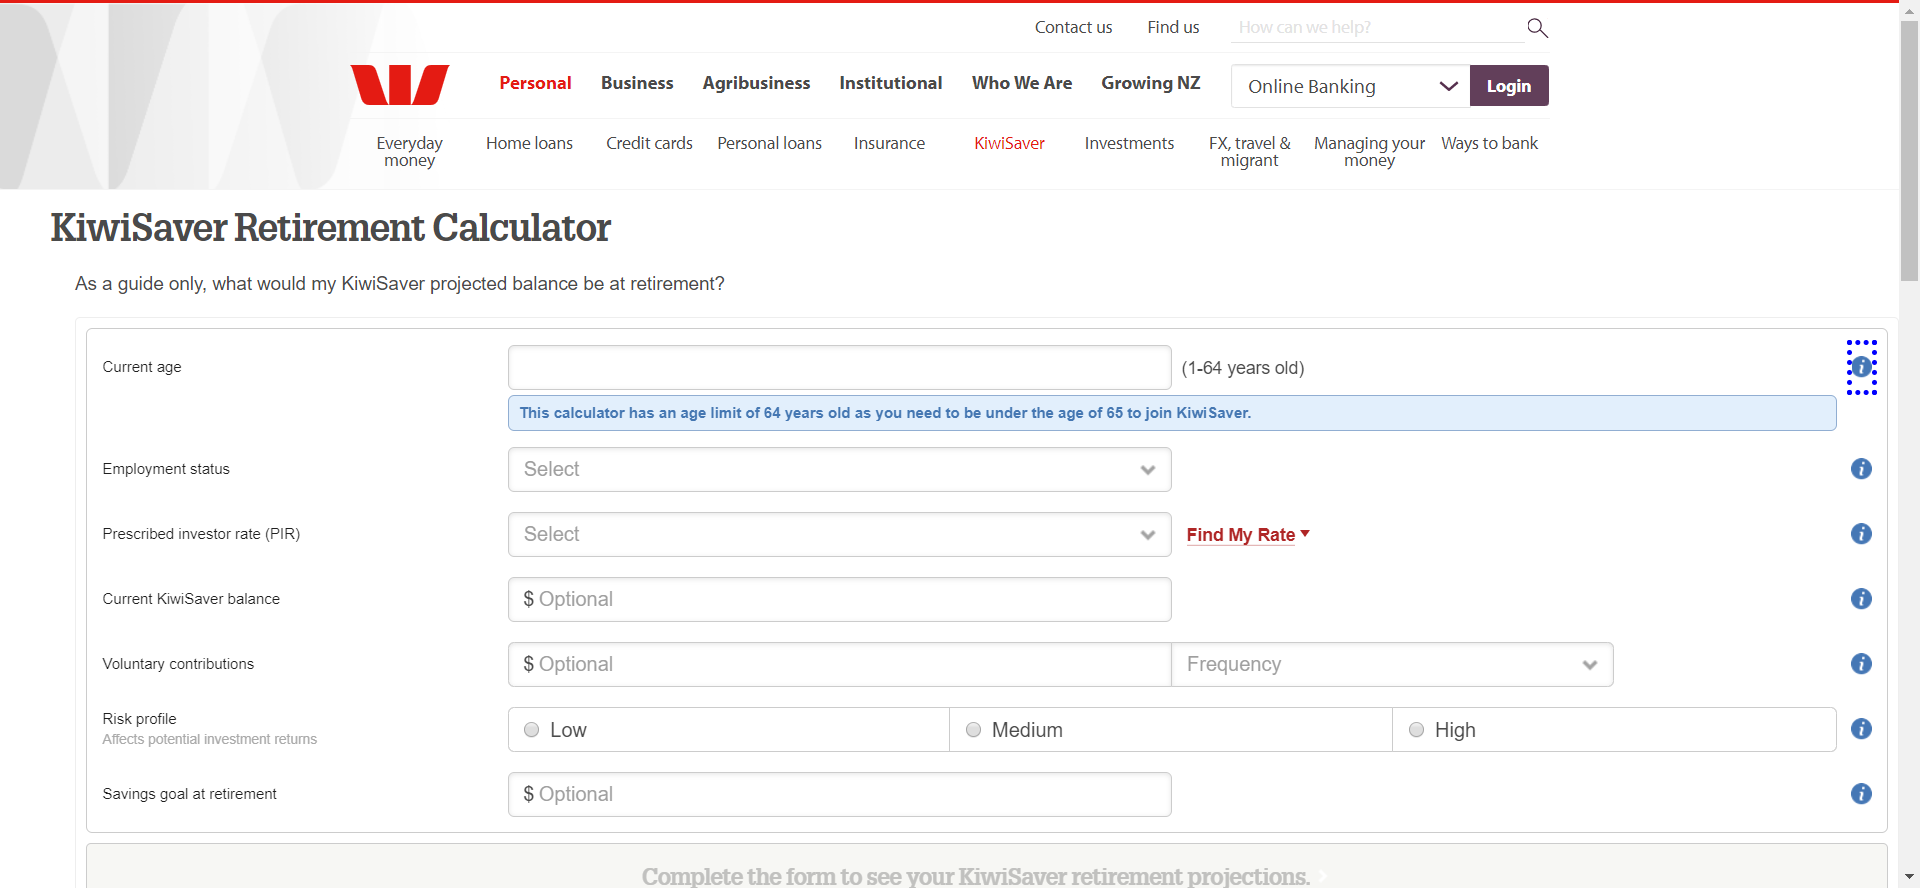 Contact us
Find us
How can we help?
Personal
Business
Agribusiness
Institutional
Who We Are
Growing NZ
Online Banking
Login
Everyday
money
Home loans
Credit cards
Personal loans
Insurance
KiwiSaver
Investments
FX, travel &
migrant
Managing your
money
Ways to bank
KiwiSaver Retirement Calculator
As a guide only, what would my KiwiSaver projected balance be at retirement?
Current age
(1-64 years old)
This calculator has an age limit of 64 years old as you need to be under the age of 65 to join KiwiSaver.
Employment status
Select
Prescribed investor rate (PIR)
Select
Find My Rate
Current KiwiSaver balance
$ Optional
Voluntary contributions
$ Optional
Frequency
Risk profile
Affects potential investment returns
Low
Medium
High
Savings goal at retirement
$ Optional
Complete the form to see your KiwiSaver retirement projections.